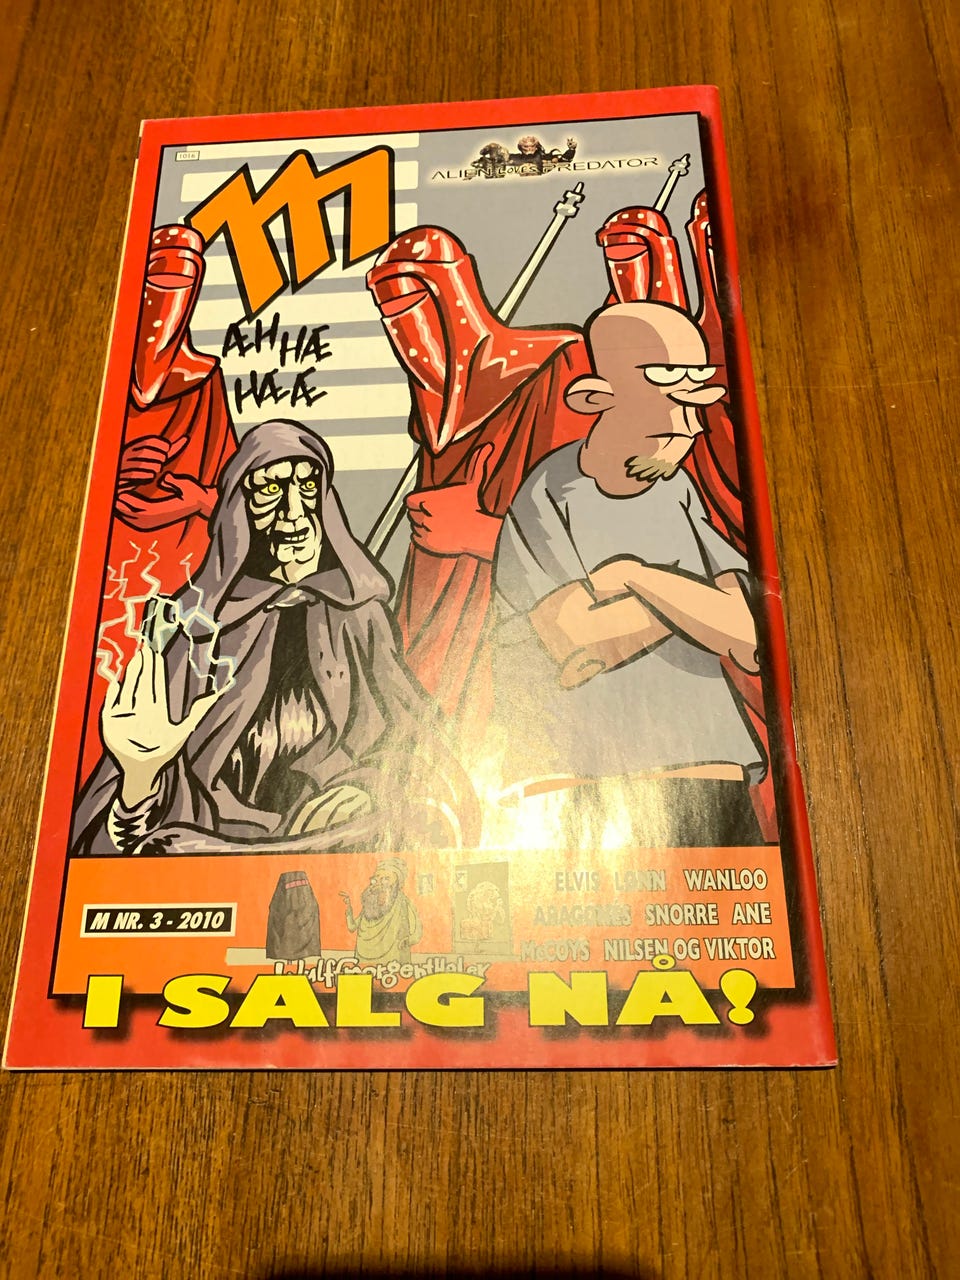 1016
M
ALIEN LOVES PREDATOR
ÆH HÆ
HÆÆ
M NR. 3 - 2010
ELVIS LØNN WANLOO
ARAGONES SNORRE ANE
McCOYS NILSEN OG VIKTOR
I SALG NÅ!